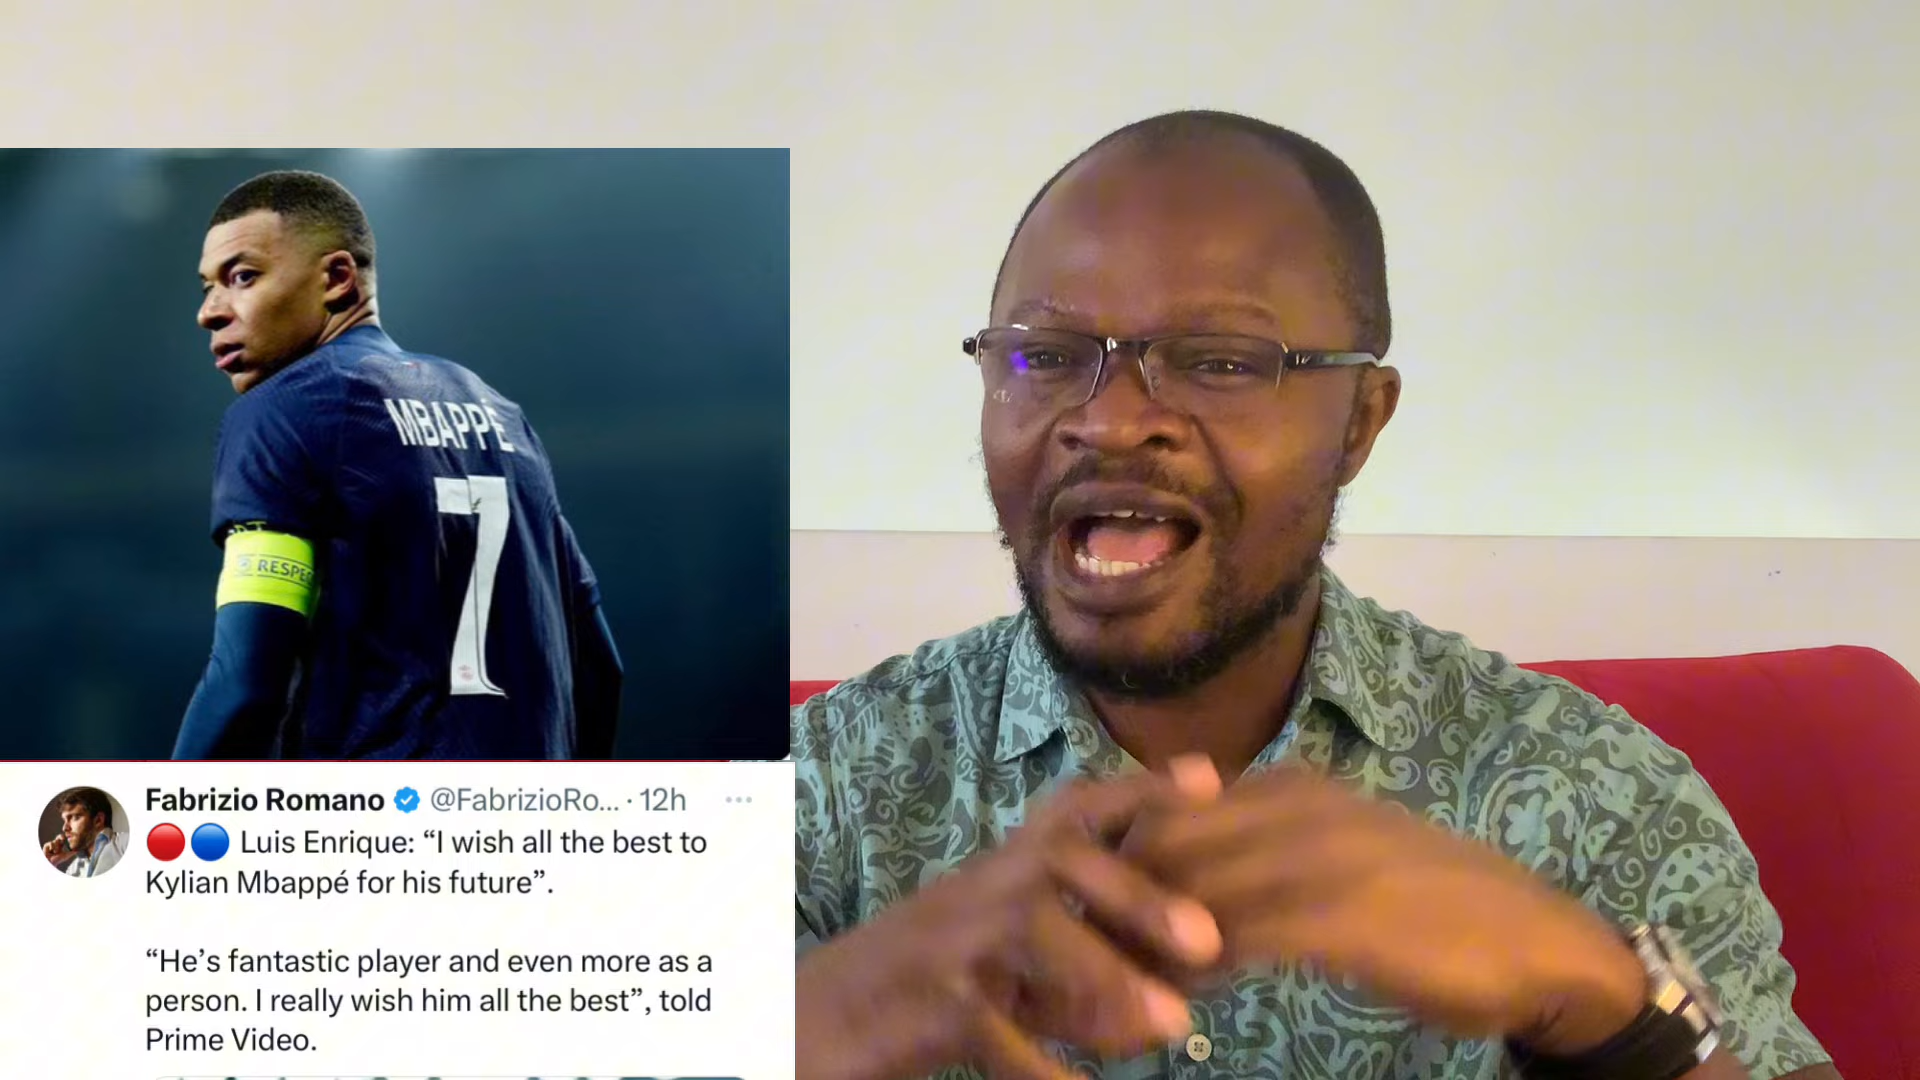 MBAPPÉ
7
RESPE
Fabrizio Romano @FabrizioRo... · 12h ...
🔴🔵 Luis Enrique: “I wish all the best to
Kylian Mbappé for his future”.
“He’s fantastic player and even more as a
person. I really wish him all the best”, told
Prime Video.